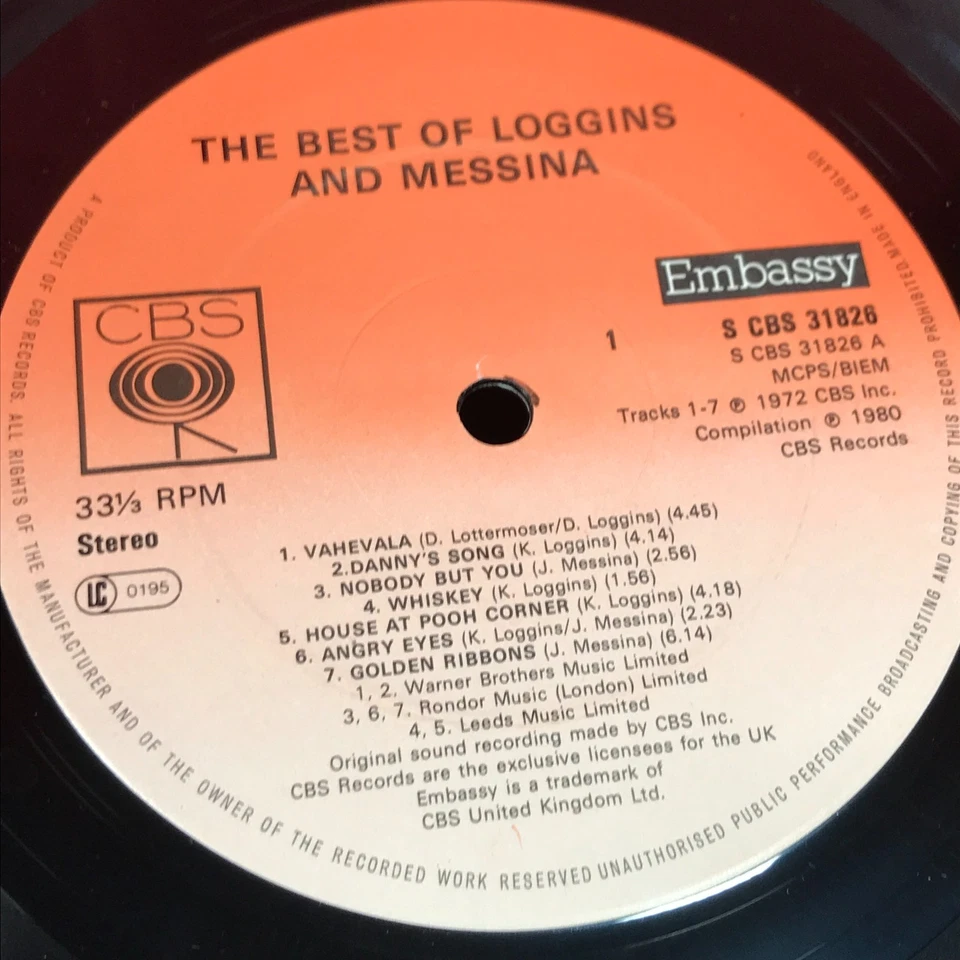 THE BEST OF LOGGINS
AND MESSINA
CBS
Embassy
1
S CBS 31826
S CBS 31826 A
MCPS/BIEM
Tracks 1-7 ℗ 1972 CBS Inc.
Compilation ℗ 1980
CBS Records
33⅓ RPM
Stereo
LC 0195
1. VAHEVALA (D. Lottermoser/D. Loggins) (4.45)
2.DANNY'S SONG (K. Loggins) (4.14)
3. NOBODY BUT YOU (J. Messina) (2.56)
4. WHISKEY (K. Loggins) (1.56)
5. HOUSE AT POOH CORNER (K. Loggins) (4.18)
6. ANGRY EYES (K. Loggins/J. Messina) (2.23)
7. GOLDEN RIBBONS (J. Messina) (6.14)
1, 2. Warner Brothers Music Limited
3, 6, 7. Rondor Music (London) Limited
4, 5. Leeds Music Limited
Original sound recording made by CBS Inc.
CBS Records are the exclusive licensees for the UK
Embassy is a trademark of
CBS United Kingdom Ltd.
A PRODUCT OF CBS RECORDS. ALL RIGHTS OF THE MANUFACTURER AND OF THE OWNER OF THE RECORDED WORK RESERVED UNAUTHORISED PUBLIC PERFORMANCE BROADCASTING AND COPYING OF THIS RECORD PROHIBITED. MADE IN ENGLAND